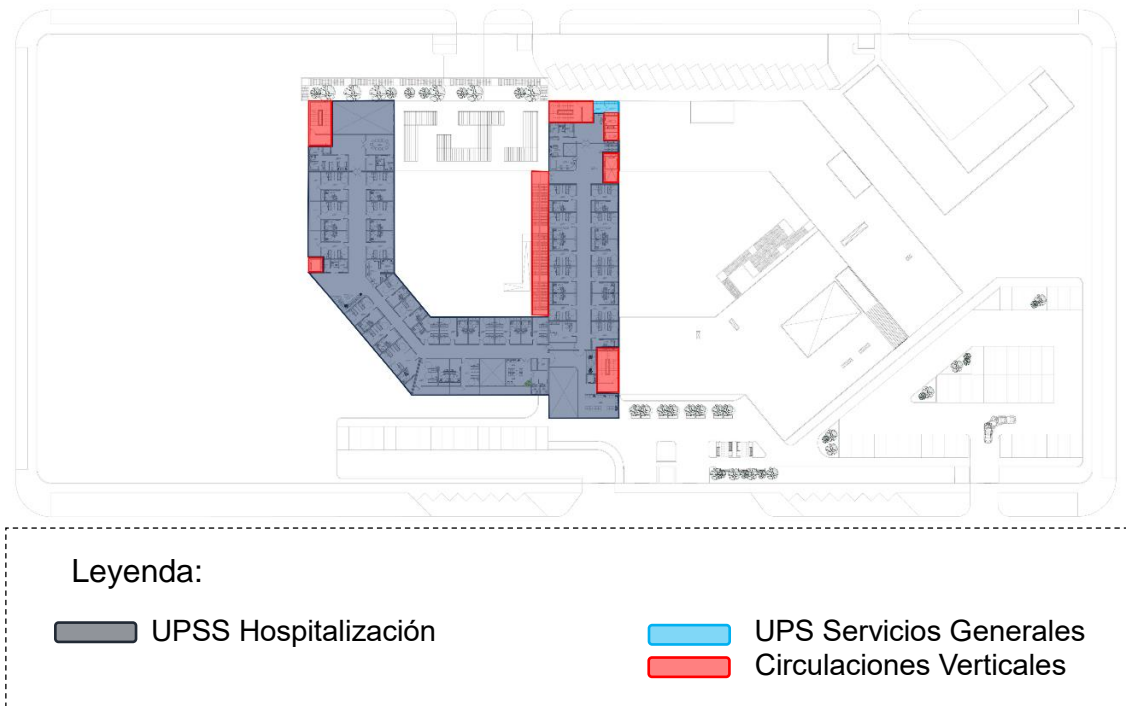 Leyenda:
UPSS Hospitalización
UPS Servicios Generales
Circulaciones Verticales